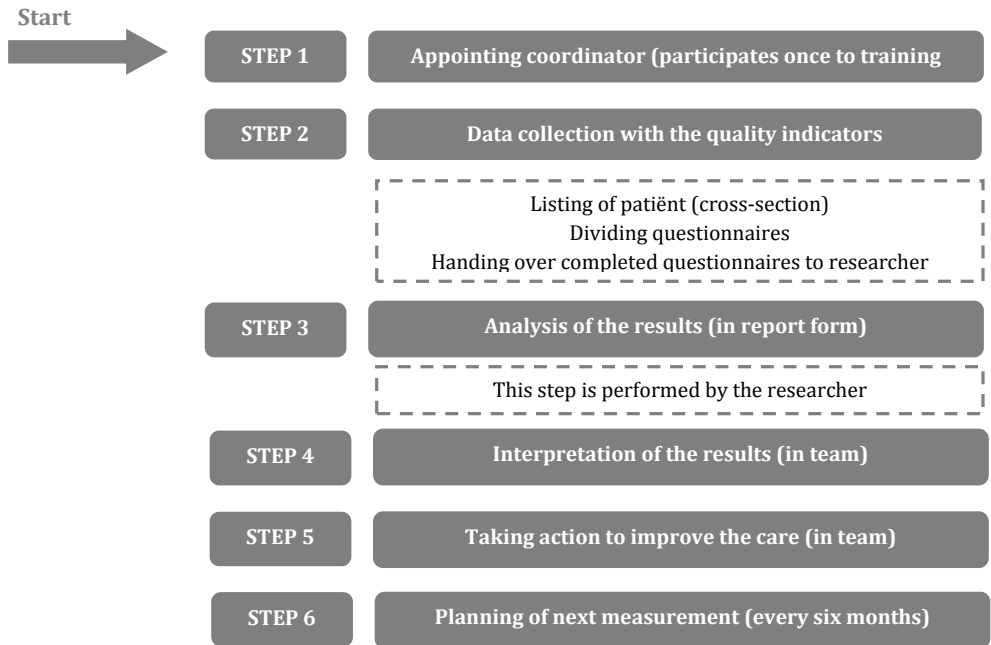 Start
STEP 1
Appointing coordinator (participates once to training
STEP 2
Data collection with the quality indicators
Listing of patiënt (cross-section)
Dividing questionnaires
Handing over completed questionnaires to researcher
STEP 3
Analysis of the results (in report form)
This step is performed by the researcher
STEP 4
Interpretation of the results (in team)
STEP 5
Taking action to improve the care (in team)
STEP 6
Planning of next measurement (every six months)